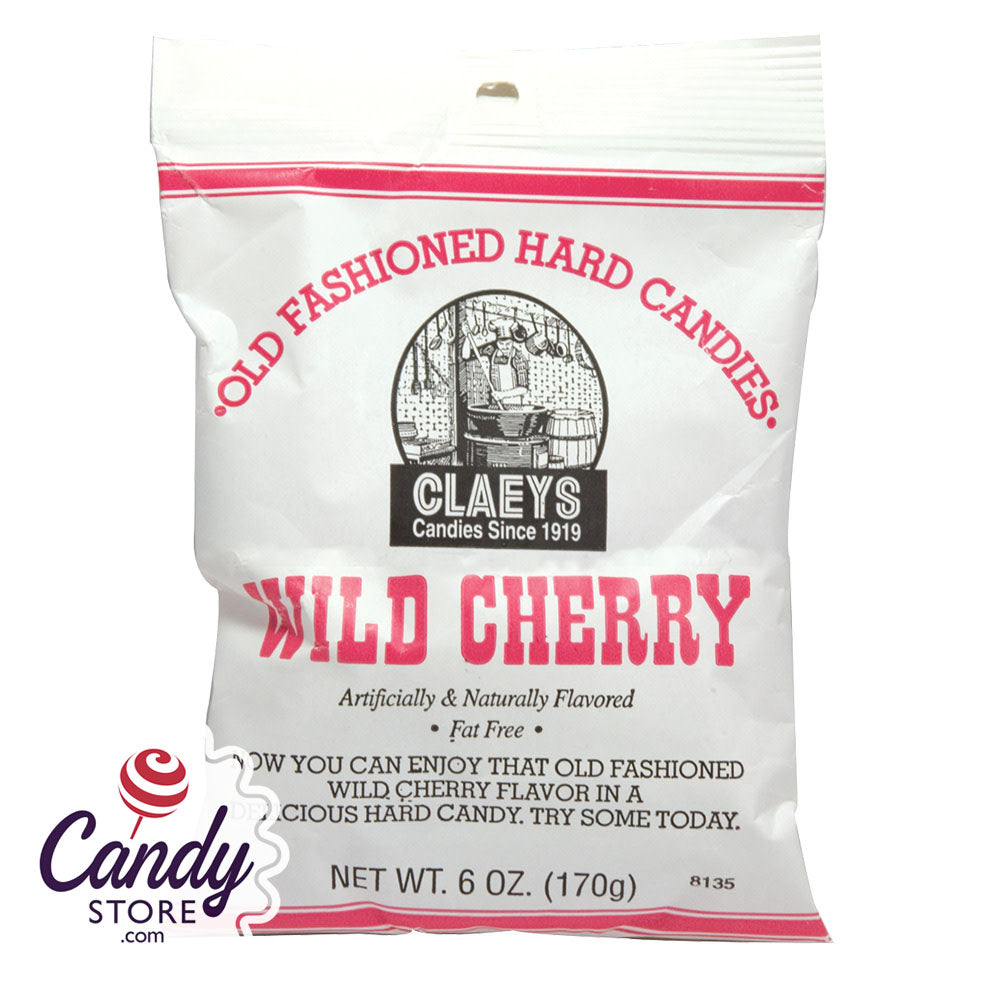 •OLD FASHIONED HARD CANDIES•
CLAEYS
Candies Since 1919
WILD CHERRY
Artificially & Naturally Flavored
• Fat Free •
NOW YOU CAN ENJOY THAT OLD FASHIONED
WILD CHERRY FLAVOR IN A
DELICIOUS HARD CANDY. TRY SOME TODAY.
NET WT. 6 OZ. (170g)
8135
Candy
STORE
.com